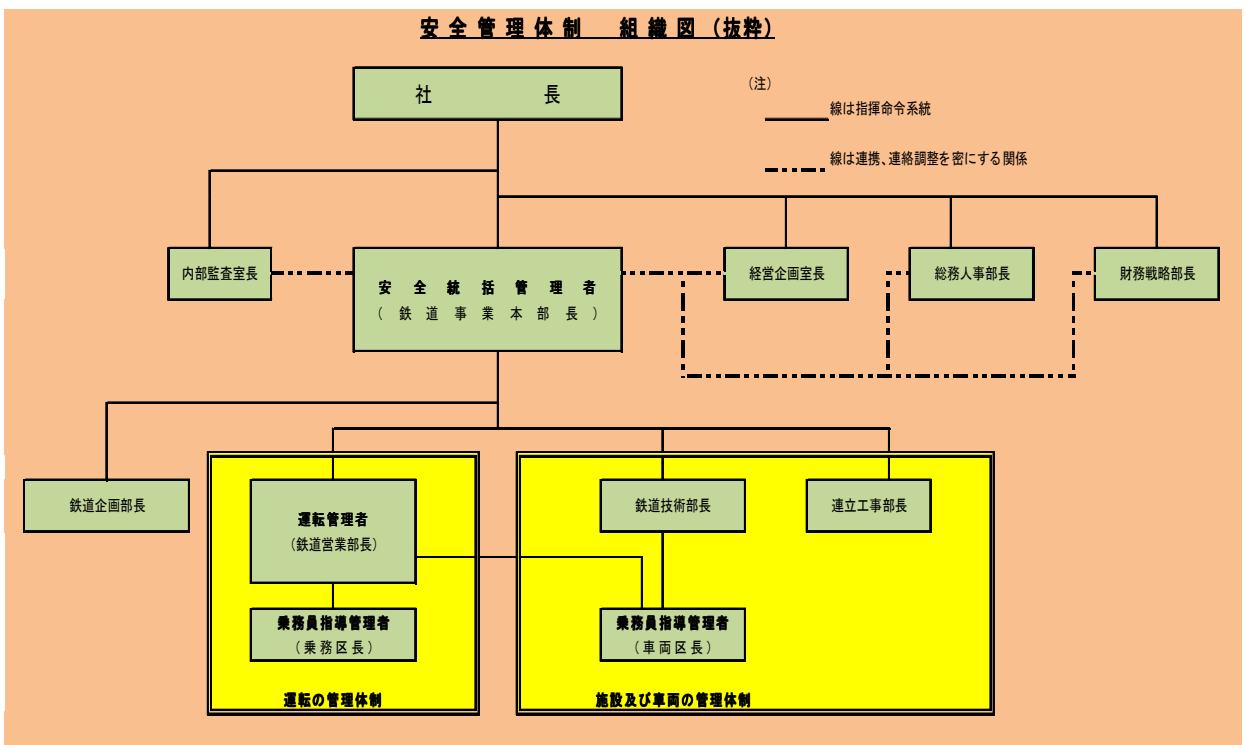 安全管理体制 組織図(抜粋)
社長
(注)
線は指揮命令系統
線は連携、連絡調整を密にする関係
内部監査室長
安全統括管理者
(鉄道事業本部長)
経営企画室長
総務人事部長
財務戦略部長
鉄道企画部長
運転管理者
(鉄道営業部長)
鉄道技術部長
連立工事部長
乗務員指導管理者
(乗務区長)
乗務員指導管理者
(車両区長)
運転の管理体制
施設及び車両の管理体制